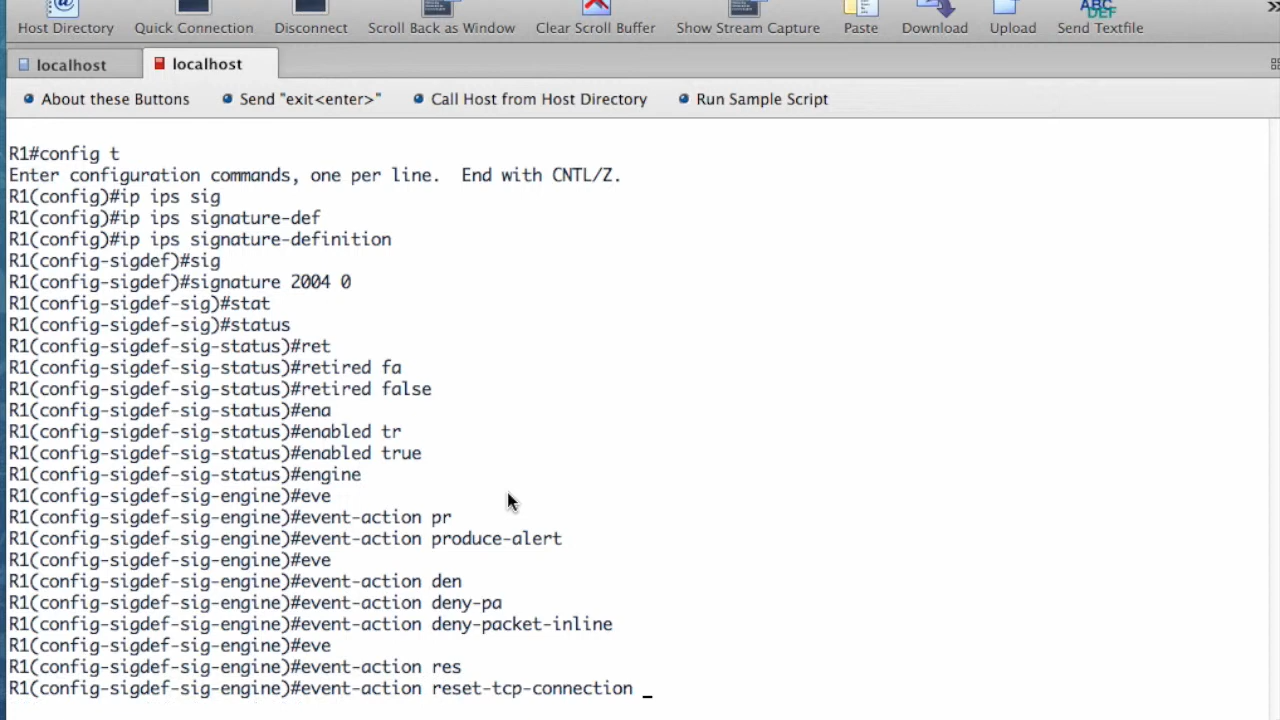 Host Directory Quick Connection Disconnect Scroll Back as Window Clear Scroll Buffer Show Stream Capture Paste Download Upload Send Textfile
localhost localhost
About these Buttons Send "exit<enter>" Call Host from Host Directory Run Sample Script
R1#config t
Enter configuration commands, one per line.  End with CNTL/Z.
R1(config)#ip ips sig
R1(config)#ip ips signature-def
R1(config)#ip ips signature-definition
R1(config-sigdef)#sig
R1(config-sigdef)#signature 2004 0
R1(config-sigdef-sig)#stat
R1(config-sigdef-sig)#status
R1(config-sigdef-sig-status)#ret
R1(config-sigdef-sig-status)#retired fa
R1(config-sigdef-sig-status)#retired false
R1(config-sigdef-sig-status)#ena
R1(config-sigdef-sig-status)#enabled tr
R1(config-sigdef-sig-status)#enabled true
R1(config-sigdef-sig-status)#engine
R1(config-sigdef-sig-engine)#eve
R1(config-sigdef-sig-engine)#event-action pr
R1(config-sigdef-sig-engine)#event-action produce-alert
R1(config-sigdef-sig-engine)#eve
R1(config-sigdef-sig-engine)#event-action den
R1(config-sigdef-sig-engine)#event-action deny-pa
R1(config-sigdef-sig-engine)#event-action deny-packet-inline
R1(config-sigdef-sig-engine)#eve
R1(config-sigdef-sig-engine)#event-action res
R1(config-sigdef-sig-engine)#event-action reset-tcp-connection _